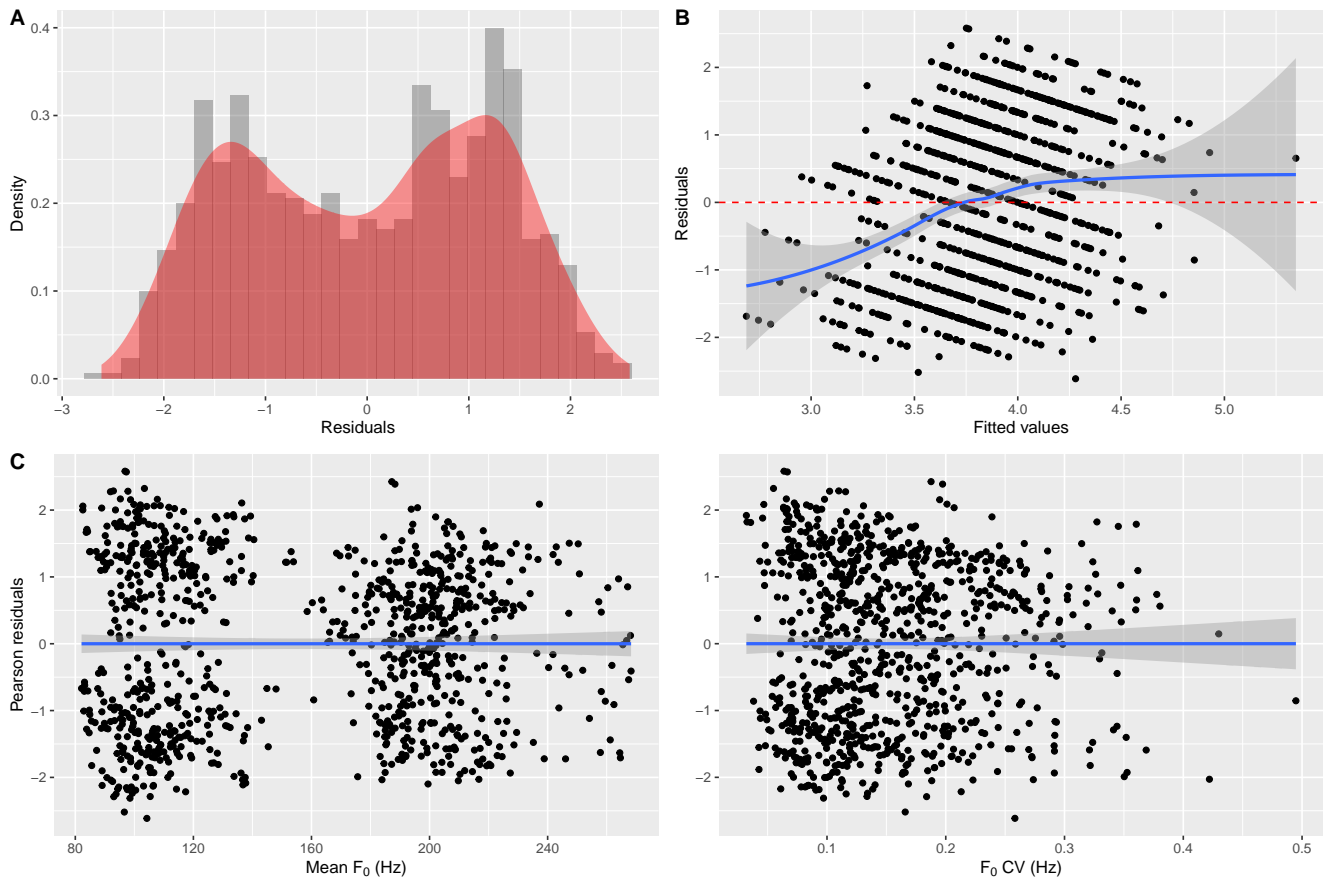 A
Density
0.4
0.3
0.2
0.1
0.0
−3 −2 −1 0 1 2
Residuals
B
Residuals
2
1
0
−1
−2
3.0 3.5 4.0 4.5 5.0
Fitted values
C
Pearson residuals
2
1
0
−1
−2
80 120 160 200 240
Mean F₀ (Hz)
2
1
0
−1
−2
0.1 0.2 0.3 0.4 0.5
F₀ CV (Hz)